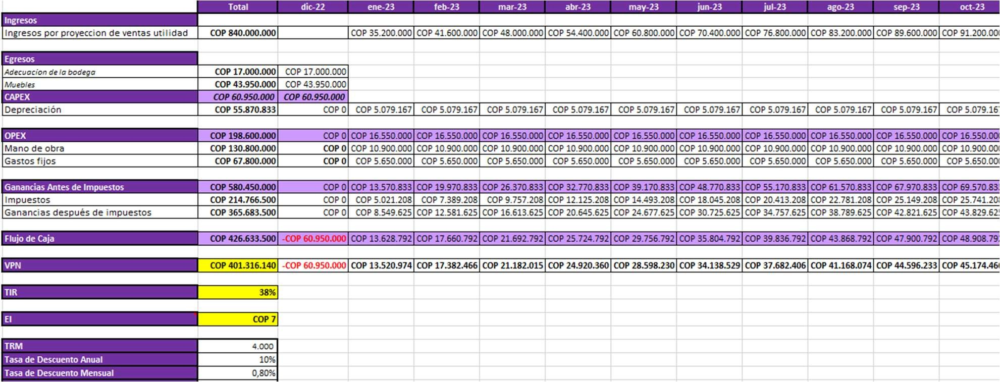 Total dic-22 ene-23 feb-23 mar-23 abr-23 may-23 jun-23 jul-23 ago-23 sep-23 oct-23
Ingresos
Ingresos por proyeccion de ventas utilidad COP 840.000.000 COP 35.200.000 COP 41.600.000 COP 48.000.000 COP 54.400.000 COP 60.800.000 COP 70.400.000 COP 76.800.000 COP 83.200.000 COP 89.600.000 COP 91.200.000
Egresos
Adecuacion de la bodega COP 17.000.000 COP 17.000.000
Muebles COP 43.950.000 COP 43.950.000
CAPEX COP 60.950.000 COP 60.950.000
Depreciación COP 55.870.833 COP 0 COP 5.079.167 COP 5.079.167 COP 5.079.167 COP 5.079.167 COP 5.079.167 COP 5.079.167 COP 5.079.167 COP 5.079.167 COP 5.079.167 COP 5.079.167
OPEX COP 198.600.000 COP 0 COP 16.550.000 COP 16.550.000 COP 16.550.000 COP 16.550.000 COP 16.550.000 COP 16.550.000 COP 16.550.000 COP 16.550.000 COP 16.550.000 COP 16.550.000
Mano de obra COP 130.800.000 COP 0 COP 10.900.000 COP 10.900.000 COP 10.900.000 COP 10.900.000 COP 10.900.000 COP 10.900.000 COP 10.900.000 COP 10.900.000 COP 10.900.000 COP 10.900.000
Gastos fijos COP 67.800.000 COP 0 COP 5.650.000 COP 5.650.000 COP 5.650.000 COP 5.650.000 COP 5.650.000 COP 5.650.000 COP 5.650.000 COP 5.650.000 COP 5.650.000 COP 5.650.000
Ganancias Antes de Impuestos COP 580.450.000 COP 0 COP 13.570.833 COP 19.970.833 COP 26.370.833 COP 32.770.833 COP 39.170.833 COP 48.770.833 COP 55.170.833 COP 61.570.833 COP 67.970.833 COP 69.570.833
Impuestos COP 214.766.500 COP 0 COP 5.021.208 COP 7.389.208 COP 9.757.208 COP 12.125.208 COP 14.493.208 COP 18.045.208 COP 20.413.208 COP 22.781.208 COP 25.149.208 COP 25.741.208
Ganancias después de impuestos COP 365.683.500 COP 0 COP 8.549.625 COP 12.581.625 COP 16.613.625 COP 20.645.625 COP 24.677.625 COP 30.725.625 COP 34.757.625 COP 38.789.625 COP 42.821.625 COP 43.829.625
Flujo de Caja COP 426.633.500 -COP 60.950.000 COP 13.628.792 COP 17.660.792 COP 21.692.792 COP 25.724.792 COP 29.756.792 COP 35.804.792 COP 39.836.792 COP 43.868.792 COP 47.900.792 COP 48.908.792
VPN COP 401.316.140 -COP 60.950.000 COP 13.520.974 COP 17.382.466 COP 21.182.015 COP 24.920.360 COP 28.598.230 COP 34.138.529 COP 37.682.406 COP 41.168.074 COP 44.596.233 COP 45.174.46
TIR 38%
EI COP 7
TRM 4.000
Tasa de Descuento Anual 10%
Tasa de Descuento Mensual 0,80%